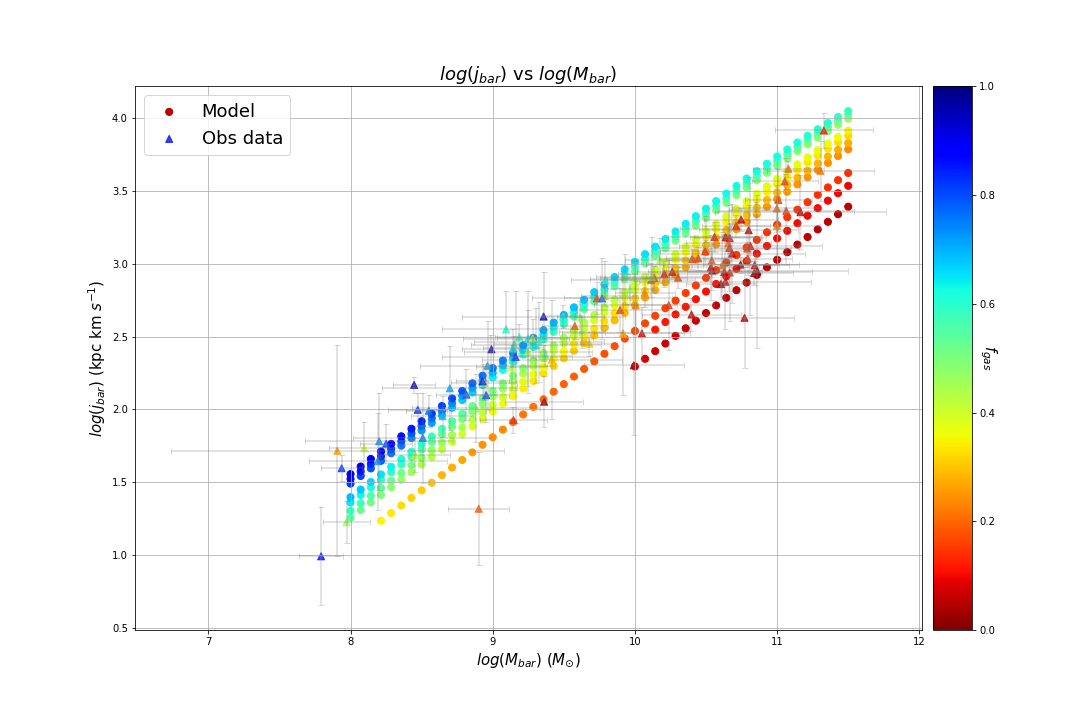 log(j_bar) vs log(M_bar)
Model
Obs data
4.0
3.5
3.0
2.5
2.0
1.5
1.0
0.5
log(j_bar) (kpc km s⁻¹)
7 8 9 10 11 12
log(M_bar) (M_⊙)
1.0
0.8
0.6
0.4
0.2
0.0
f_gas